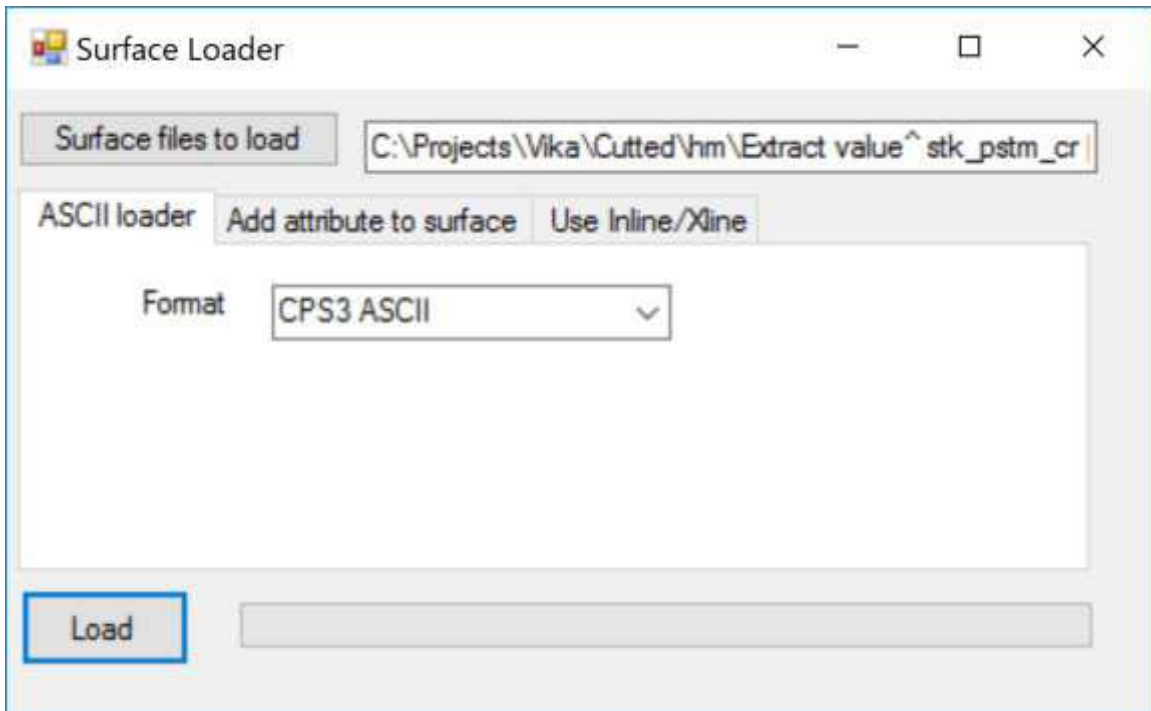 Surface Loader
Surface files to load C:\Projects\Vika\Cutted\hm\Extract value^ stk_pstm_cr
ASCII loader Add attribute to surface Use Inline/Xline
Format CPS3 ASCII
Load